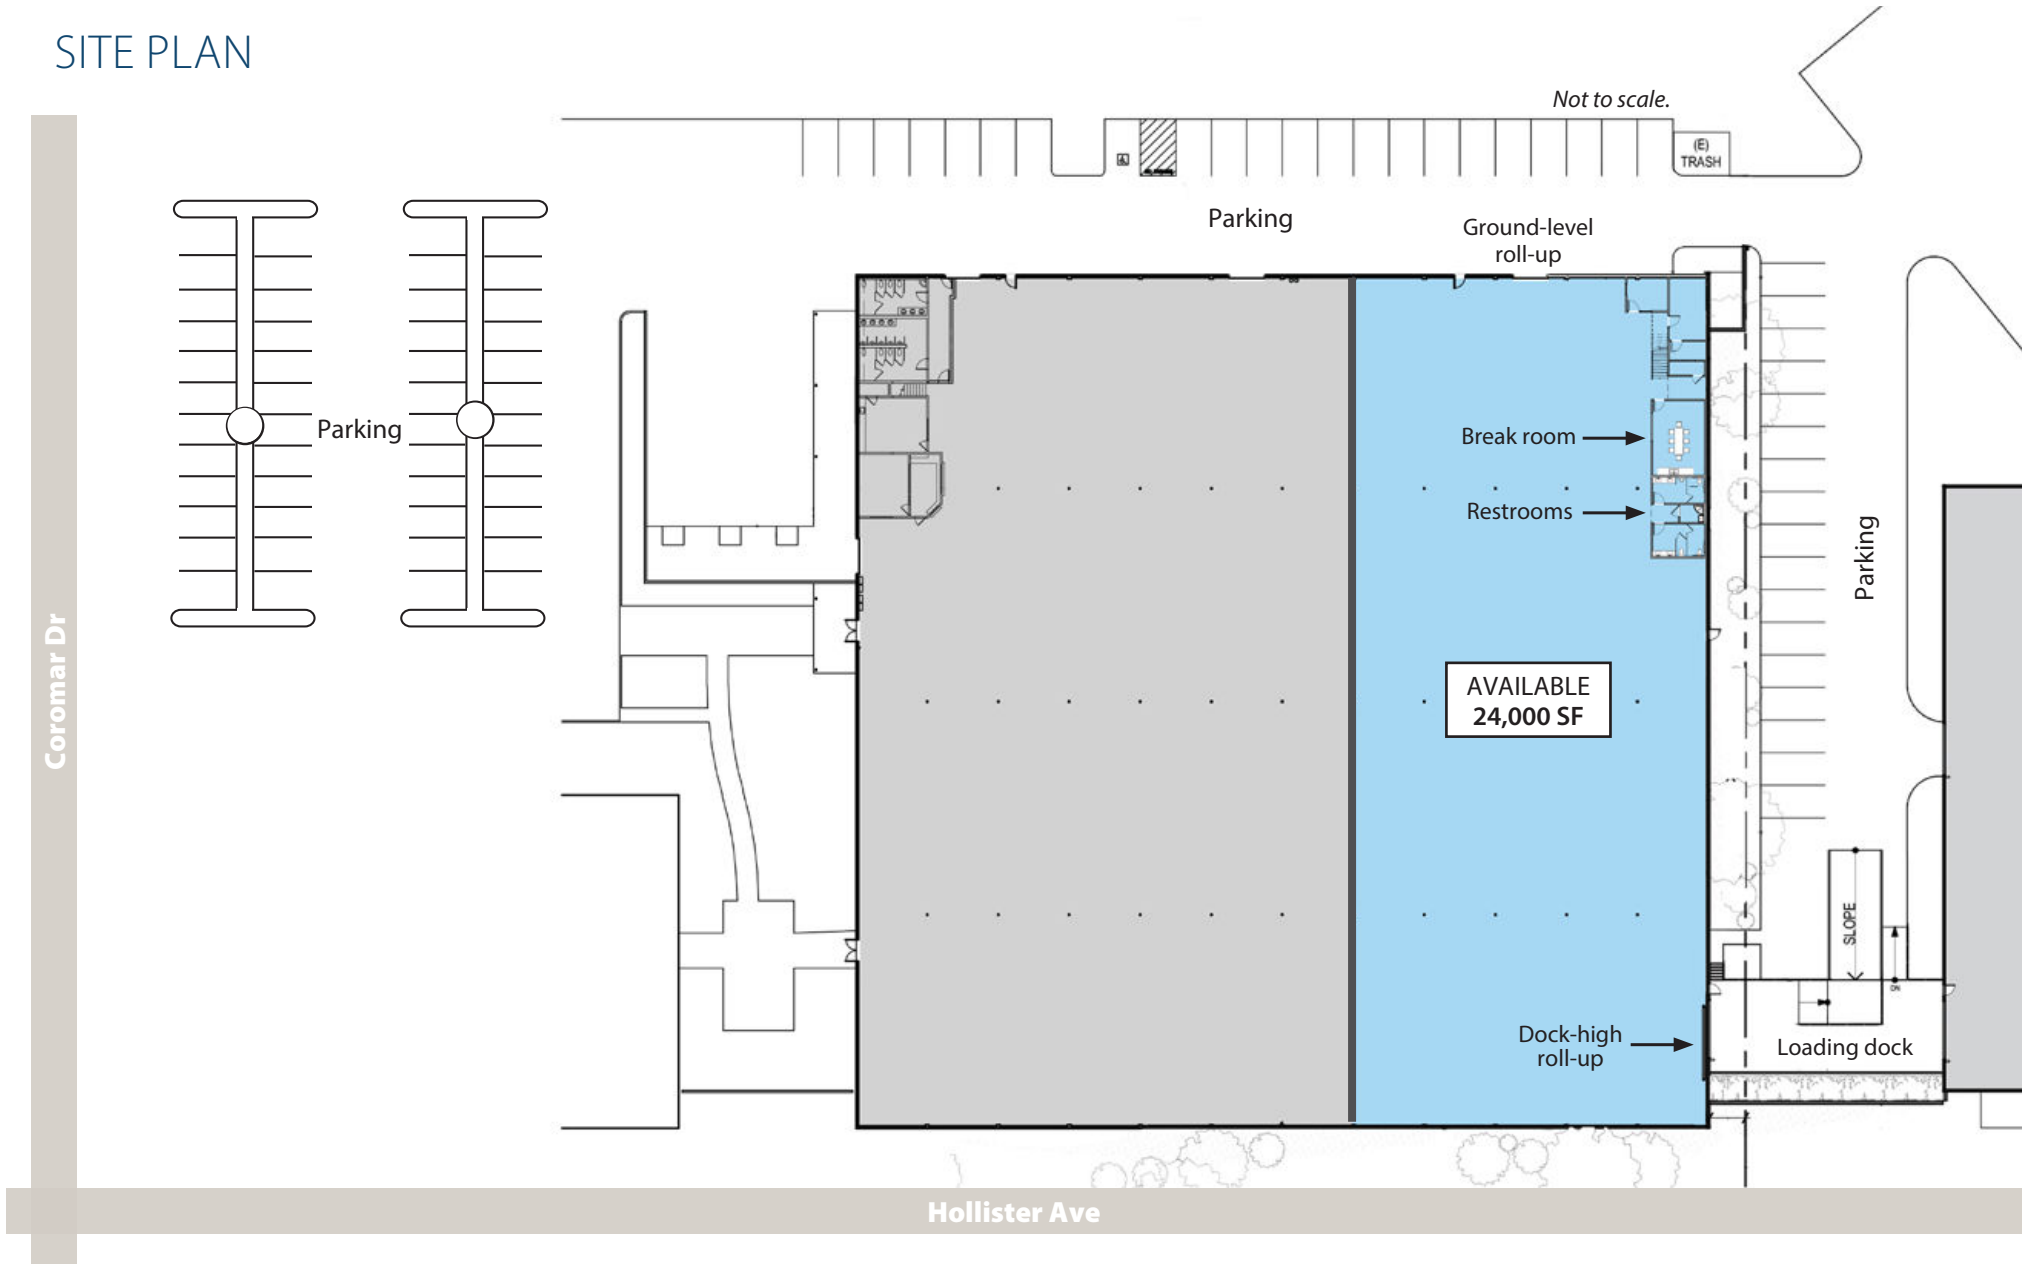 SITE PLAN
Not to scale.
(E)
TRASH
Parking
Ground-level
roll-up
Parking
Break room
Restrooms
Parking
Coromar Dr
AVAILABLE
24,000 SF
SLOPE
DN
Dock-high
roll-up
Loading dock
Hollister Ave